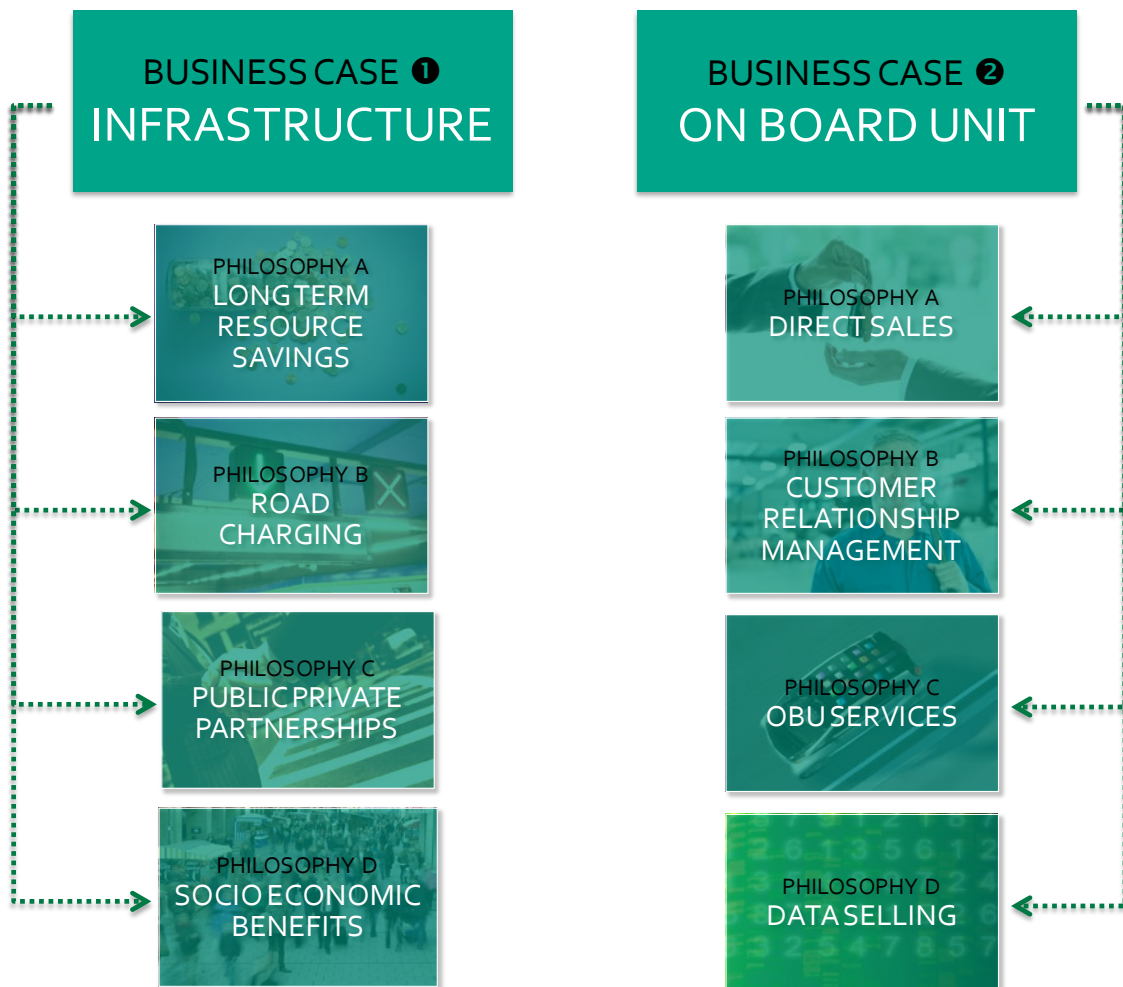 BUSINESS CASE ❶
INFRASTRUCTURE
PHILOSOPHY A
LONG TERM
RESOURCE
SAVINGS
PHILOSOPHY B
ROAD
CHARGING
PHILOSOPHY C
PUBLIC PRIVATE
PARTNERSHIPS
PHILOSOPHY D
SOCIO ECONOMIC
BENEFITS
BUSINESS CASE ❷
ON BOARD UNIT
PHILOSOPHY A
DIRECT SALES
PHILOSOPHY B
CUSTOMER
RELATIONSHIP
MANAGEMENT
PHILOSOPHY C
OBU SERVICES
PHILOSOPHY D
DATA SELLING